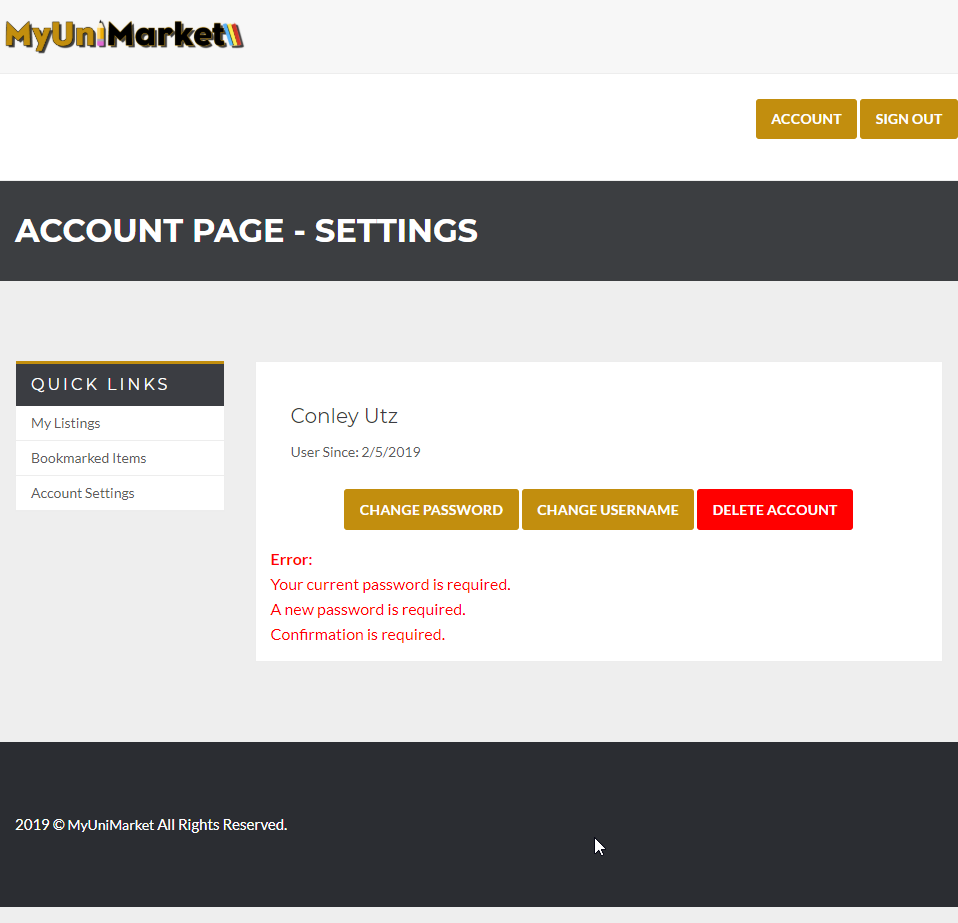 MyUniMarket
ACCOUNT SIGN OUT
ACCOUNT PAGE - SETTINGS
QUICK LINKS
My Listings
Bookmarked Items
Account Settings
Conley Utz
User Since: 2/5/2019
CHANGE PASSWORD CHANGE USERNAME DELETE ACCOUNT
Error:
Your current password is required.
A new password is required.
Confirmation is required.
2019 © MyUniMarket All Rights Reserved.